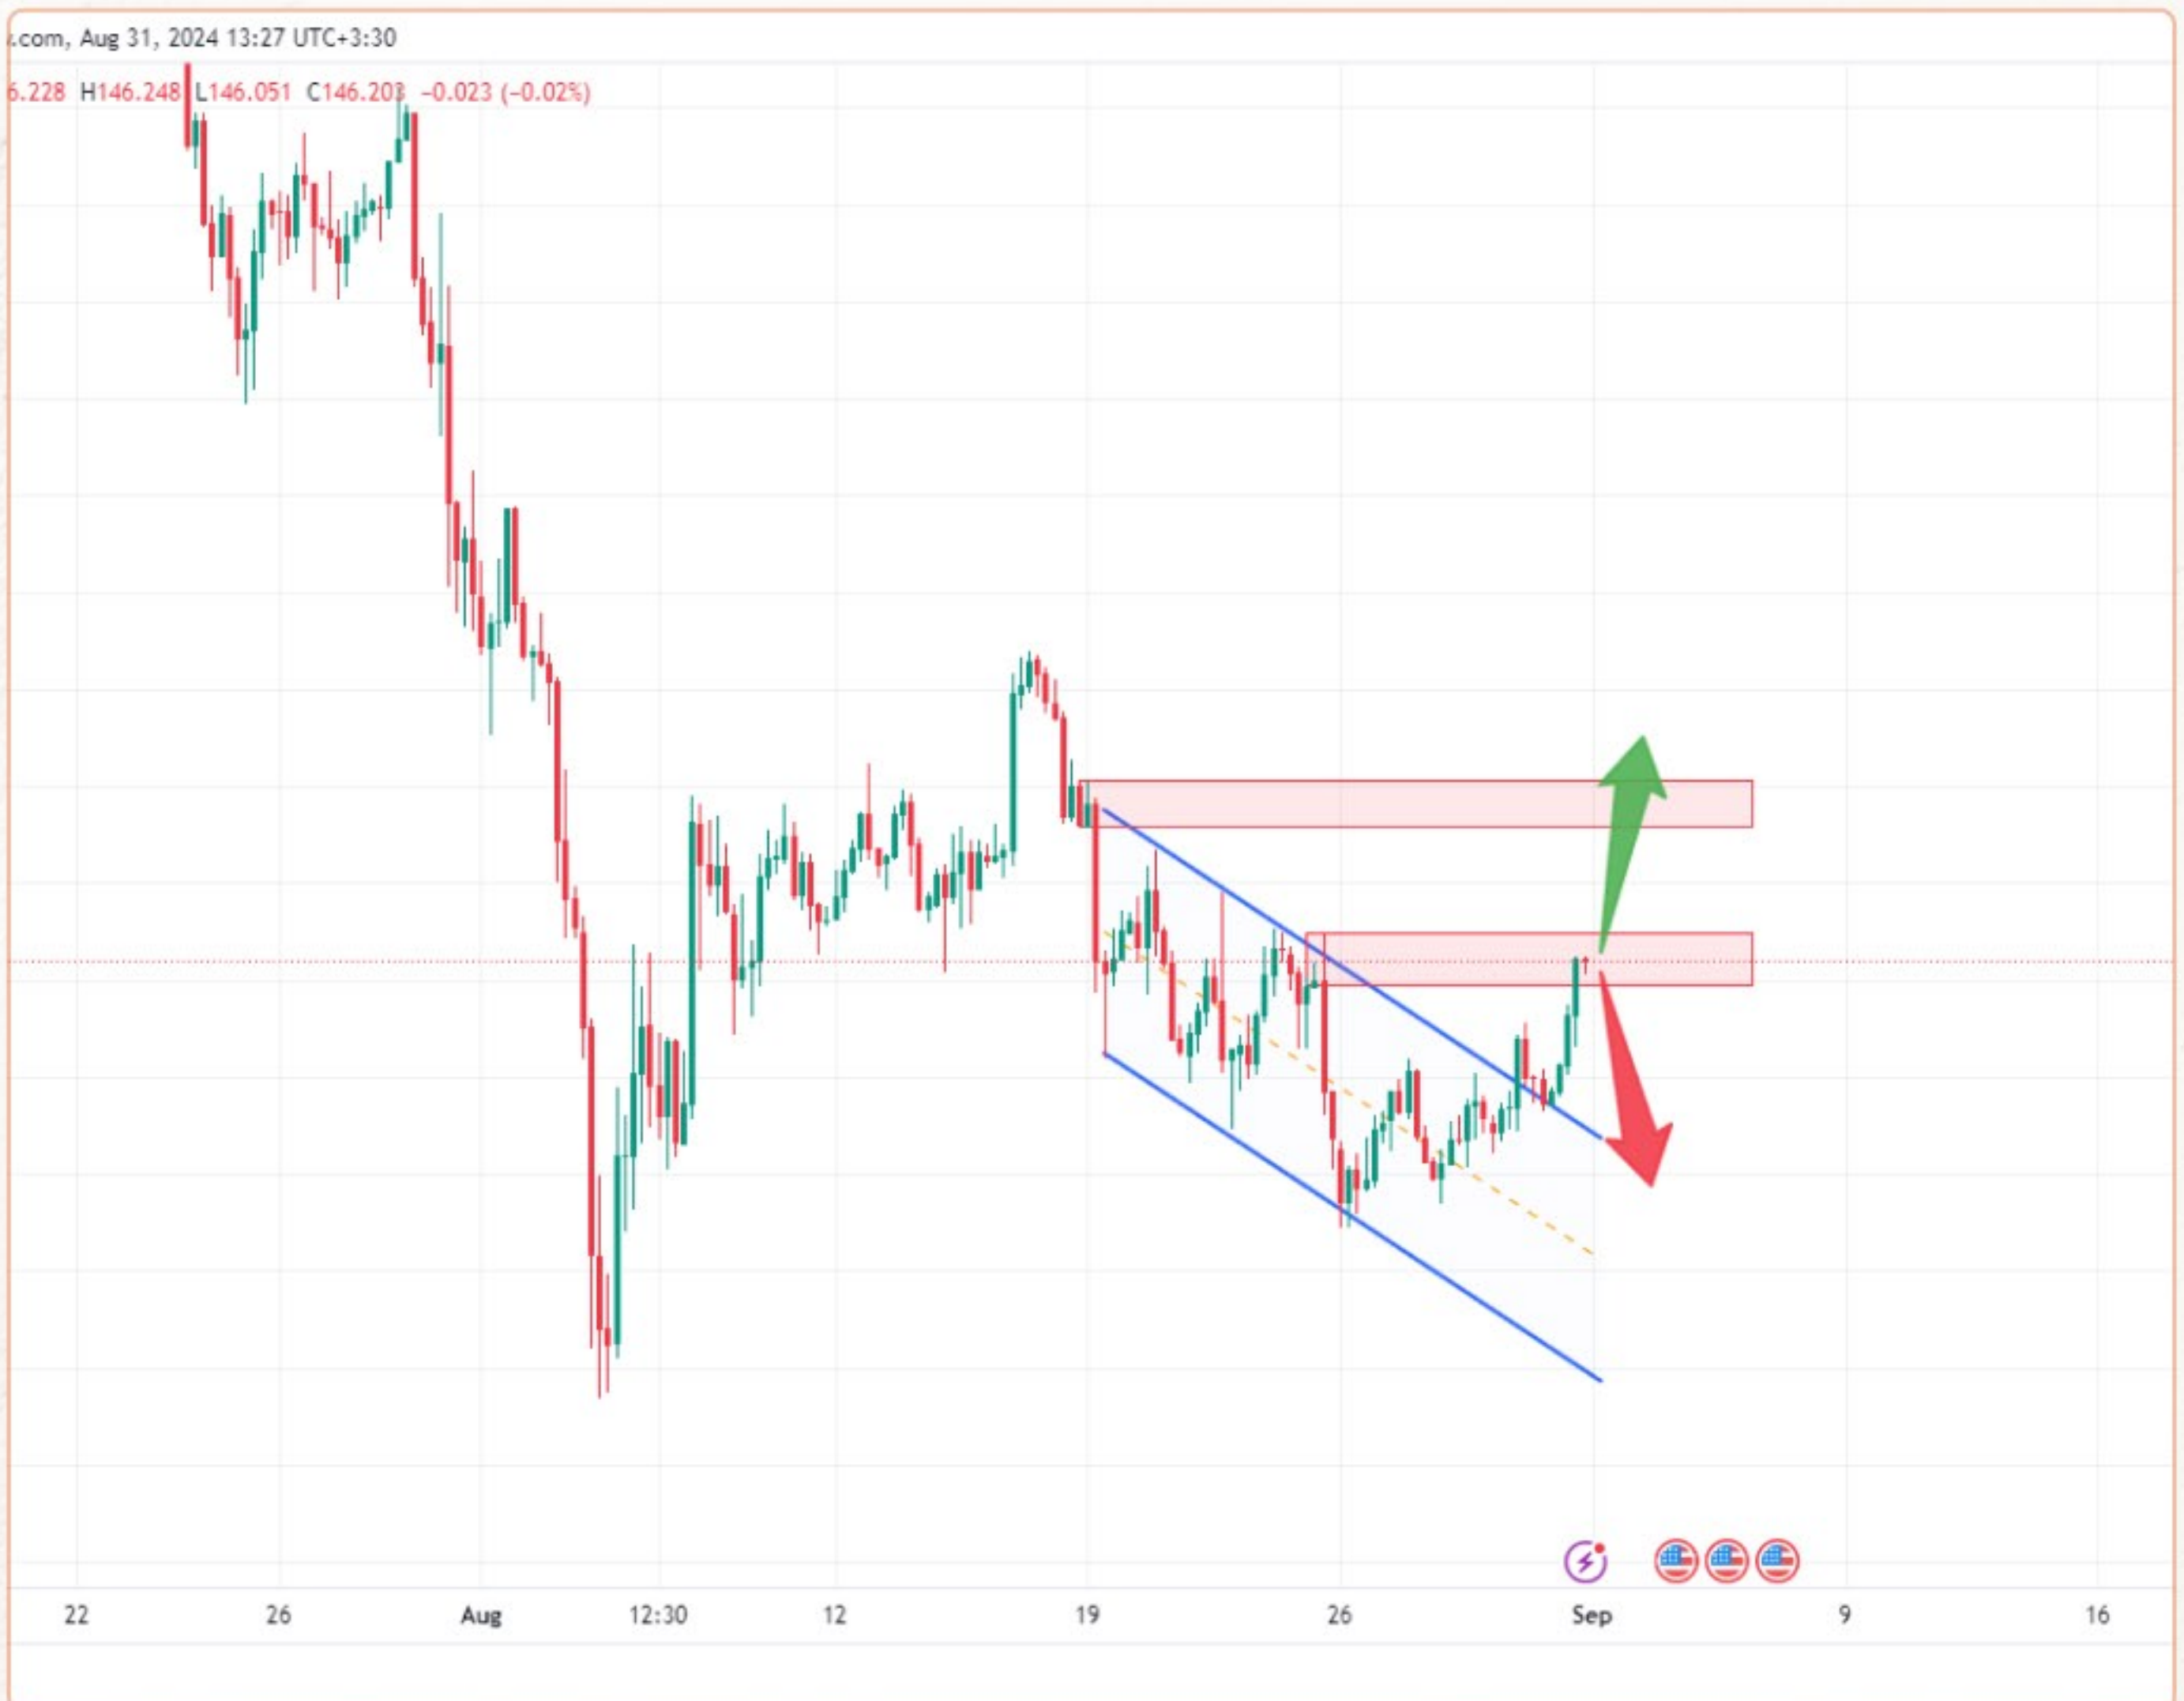 .com, Aug 31, 2024 13:27 UTC+3:30
6.228 H146.248 L146.051 C146.203 −0.023 (−0.02%)
22 26 Aug 12:30 12 19 26 Sep 9 16